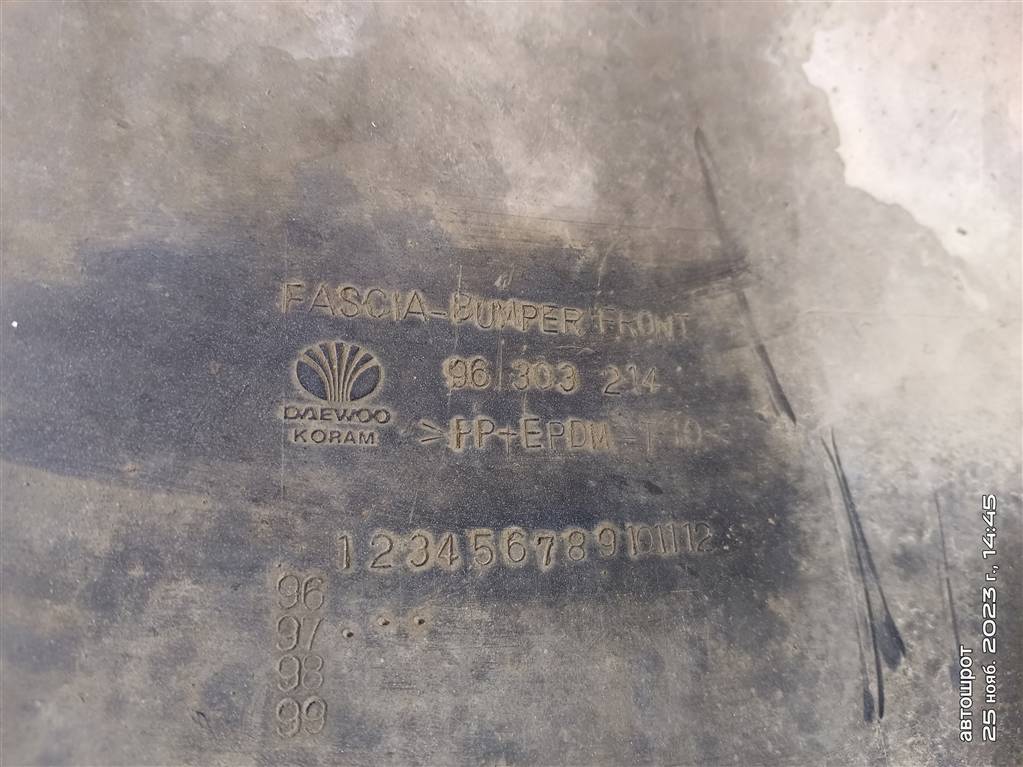 FASCIA-BUMPER FRONT
96 303 214
DAEWOO
KORAM
>PP+EPDM-T10<
1 2 3 4 5 6 7 8 9 10 11 12
96
97
98
99
автошрот
25 нояб. 2023 г., 14:45